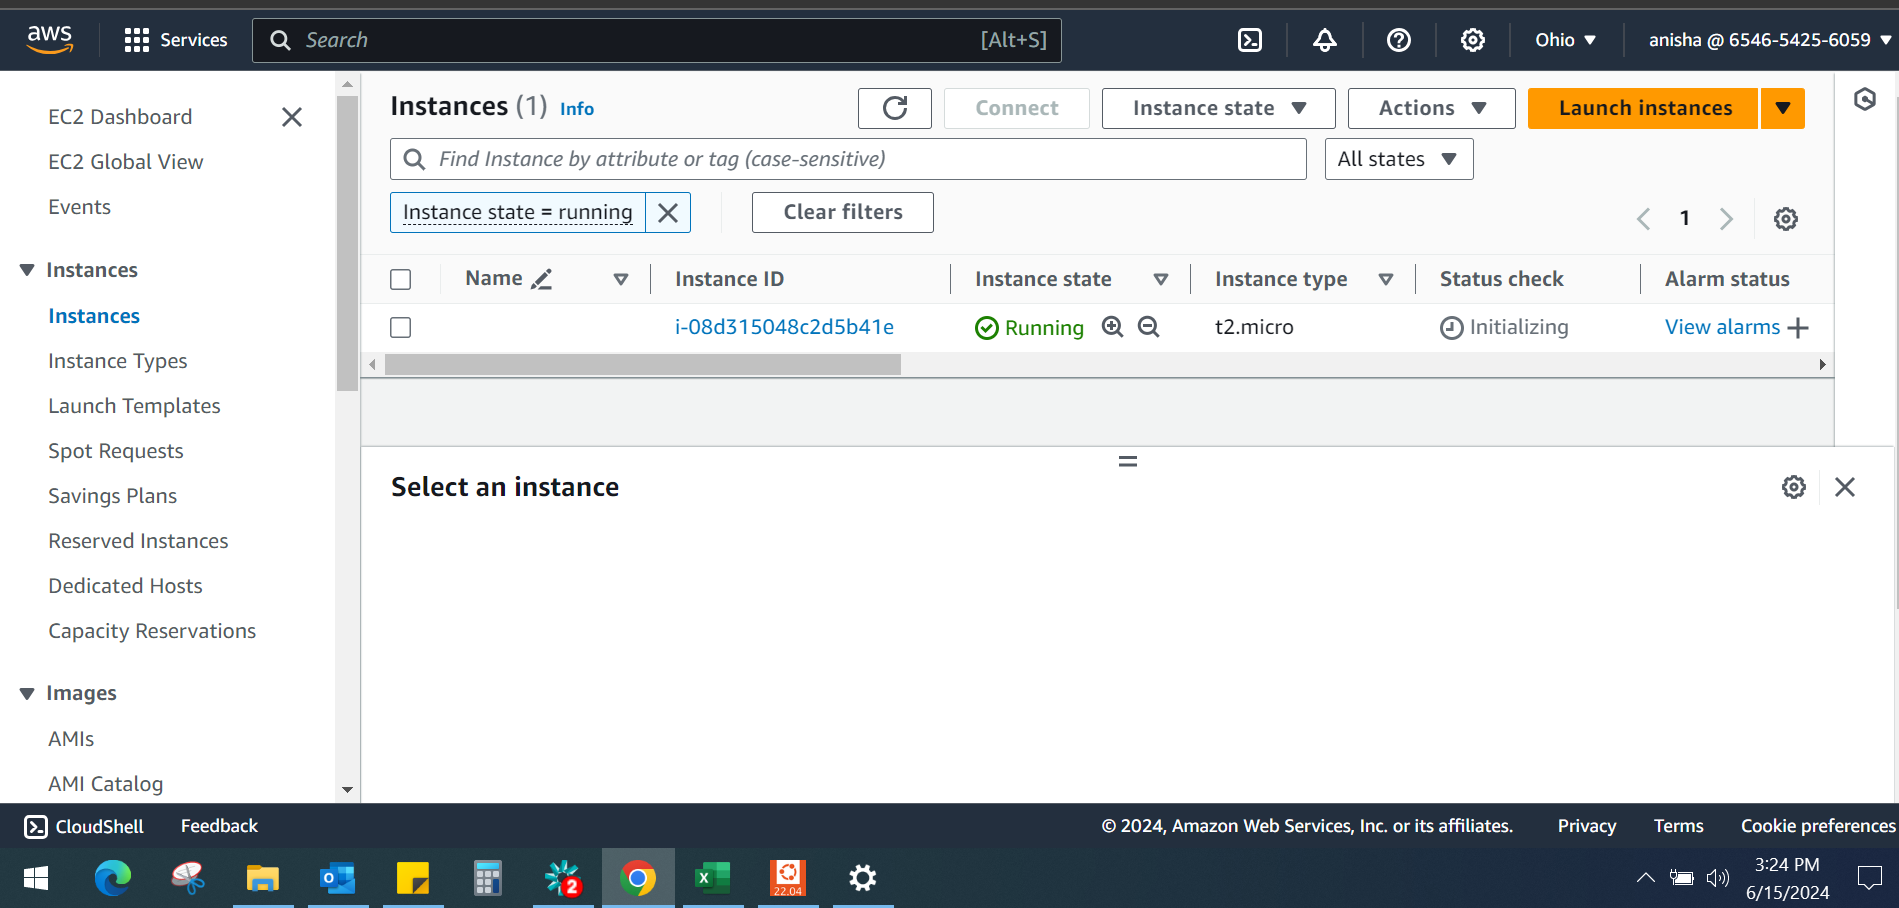 aws
Services
Search [Alt+S]
Ohio
anisha @ 6546-5425-6059
EC2 Dashboard
EC2 Global View
Events
Instances
Instances
Instance Types
Launch Templates
Spot Requests
Savings Plans
Reserved Instances
Dedicated Hosts
Capacity Reservations
Images
AMIs
AMI Catalog
Instances (1) Info
Connect
Instance state
Actions
Launch instances
Find Instance by attribute or tag (case-sensitive)
All states
Instance state = running
Clear filters
1
Name Instance ID Instance state Instance type Status check Alarm status
i-08d315048c2d5b41e Running t2.micro Initializing View alarms
Select an instance
CloudShell Feedback
© 2024, Amazon Web Services, Inc. or its affiliates. Privacy Terms Cookie preferences
2
22.04
3:24 PM
6/15/2024